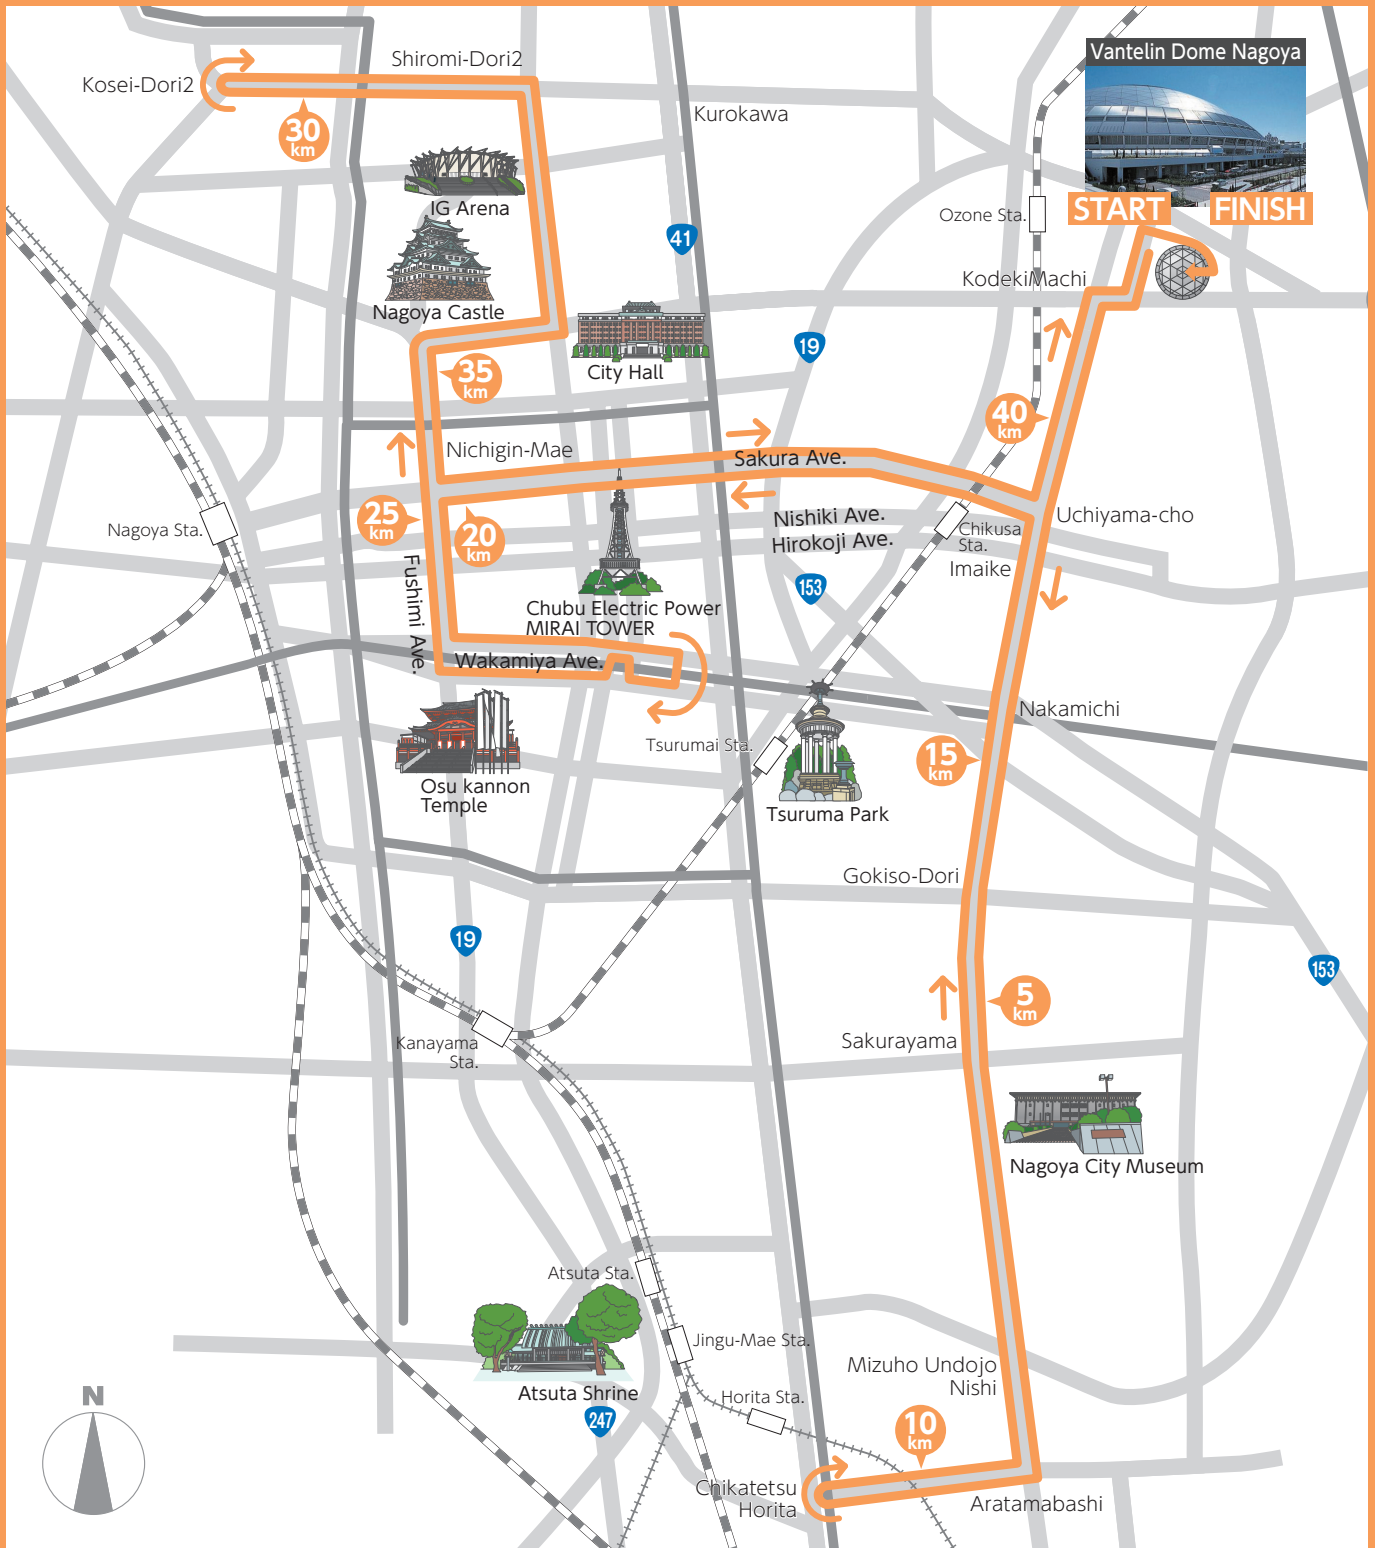 Vantelin Dome Nagoya
Shiromi-Dori2
Kosei-Dori2
Kurokawa
30
km
IG Arena
START
FINISH
Ozone Sta.
41
KodekiMachi
Nagoya Castle
19
City Hall
35
km
40
km
Nichigin-Mae
Sakura Ave.
25
km
20
km
Nagoya Sta.
Nishiki Ave.
Hirokoji Ave.
Uchiyama-cho
Chikusa
Sta.
Imaike
153
Fushimi Ave.
Chubu Electric Power
MIRAI TOWER
Wakamiya Ave.
Nakamichi
Tsurumai Sta.
15
km
Osu kannon
Temple
Tsuruma Park
Gokiso-Dori
19
153
5
km
Kanayama
Sta.
Sakurayama
Nagoya City Museum
Atsuta Sta.
Jingu-Mae Sta.
Mizuho Undojo
Nishi
Atsuta Shrine
Horita Sta.
N
247
10
km
Chikatetsu
Horita
Aratamabashi